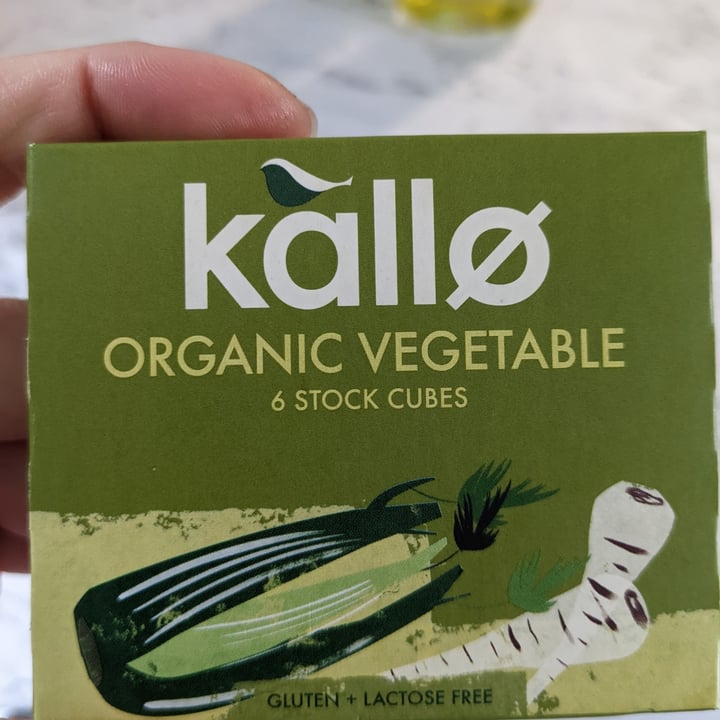 kallø
ORGANIC VEGETABLE
6 STOCK CUBES
GLUTEN + LACTOSE FREE